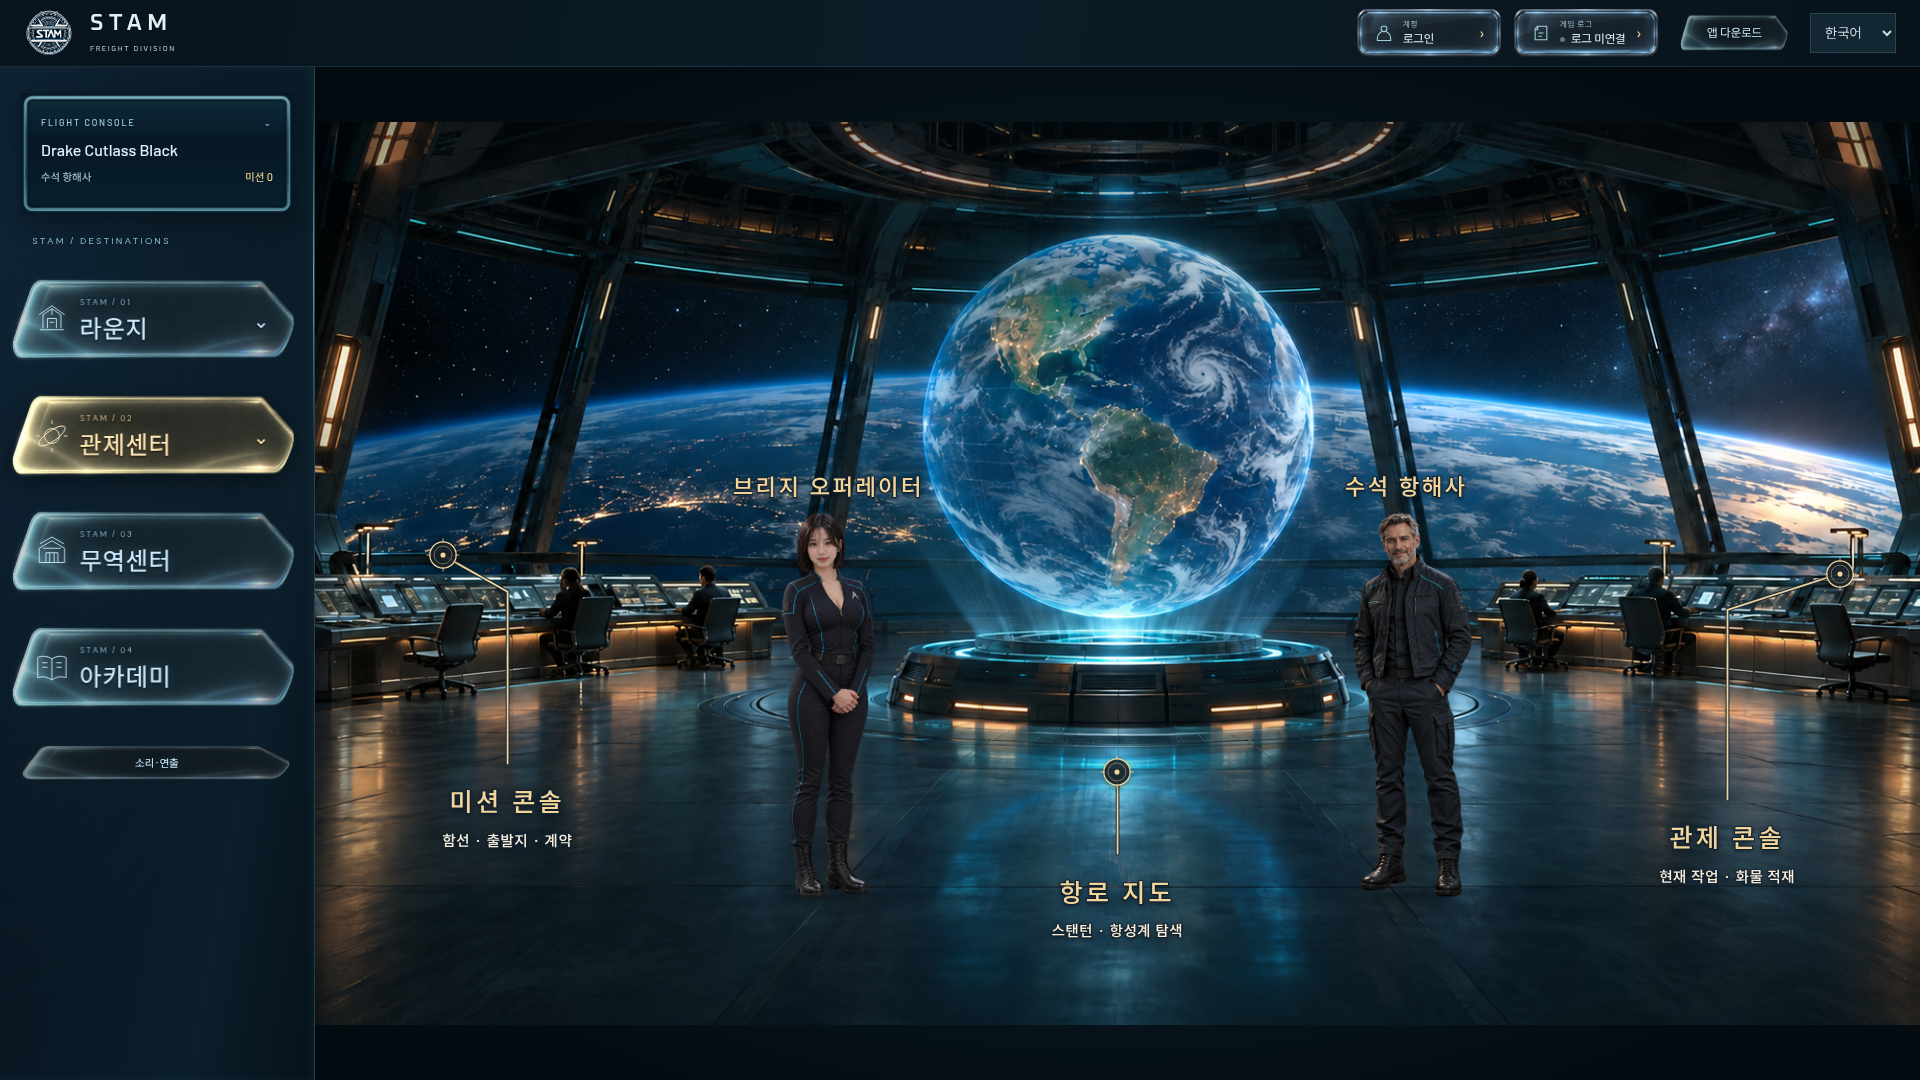 STAM
STAM
FREIGHT DIVISION
계정
로그인
게임 로그
로그 미연결
앱 다운로드
한국어
FLIGHT CONSOLE
Drake Cutlass Black
수석 항해사
미션 0
STAM / DESTINATIONS
STAM / 01
라운지
STAM / 02
관제센터
STAM / 03
무역센터
STAM / 04
아카데미
소리·연출
브리지 오퍼레이터
수석 항해사
미션 콘솔
함선 · 출발지 · 계약
항로 지도
스탠턴 · 항성계 탐색
관제 콘솔
현재 작업 · 화물 적재